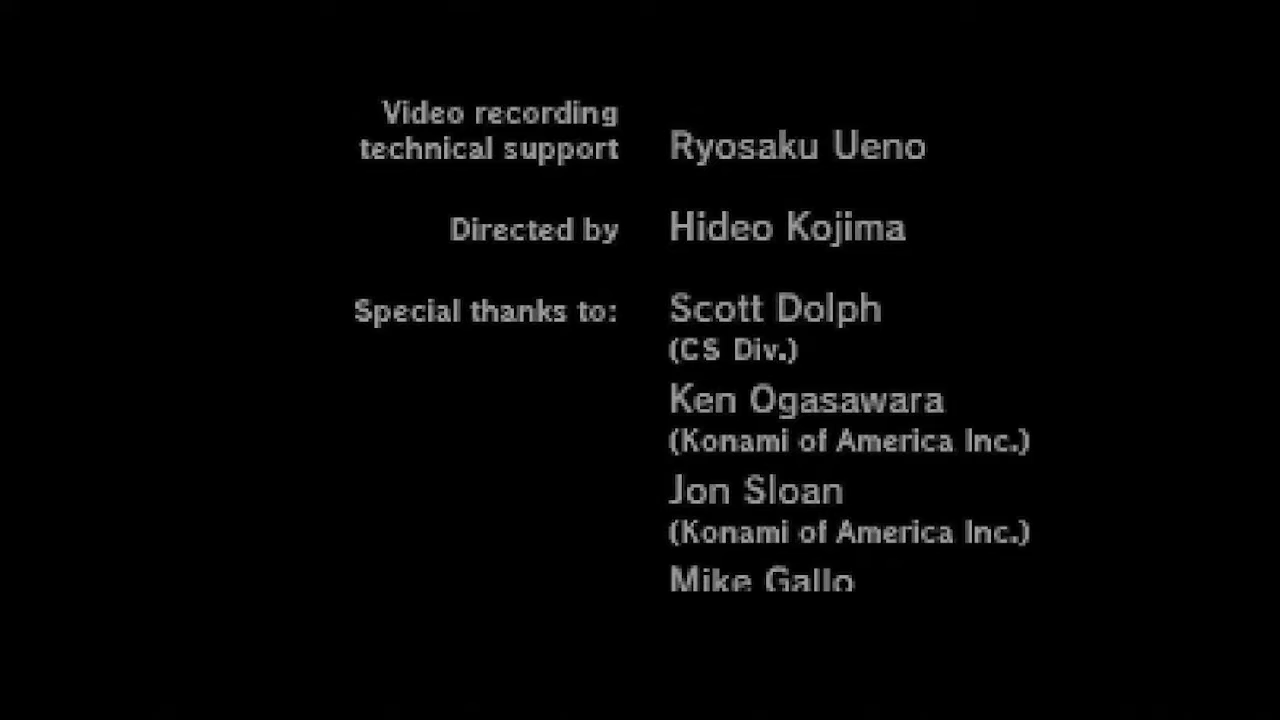 Video recording
technical support Ryosaku Ueno
Directed by Hideo Kojima
Special thanks to: Scott Dolph
(CS Div.)
Ken Ogasawara
(Konami of America Inc.)
Jon Sloan
(Konami of America Inc.)
Mike Gallo